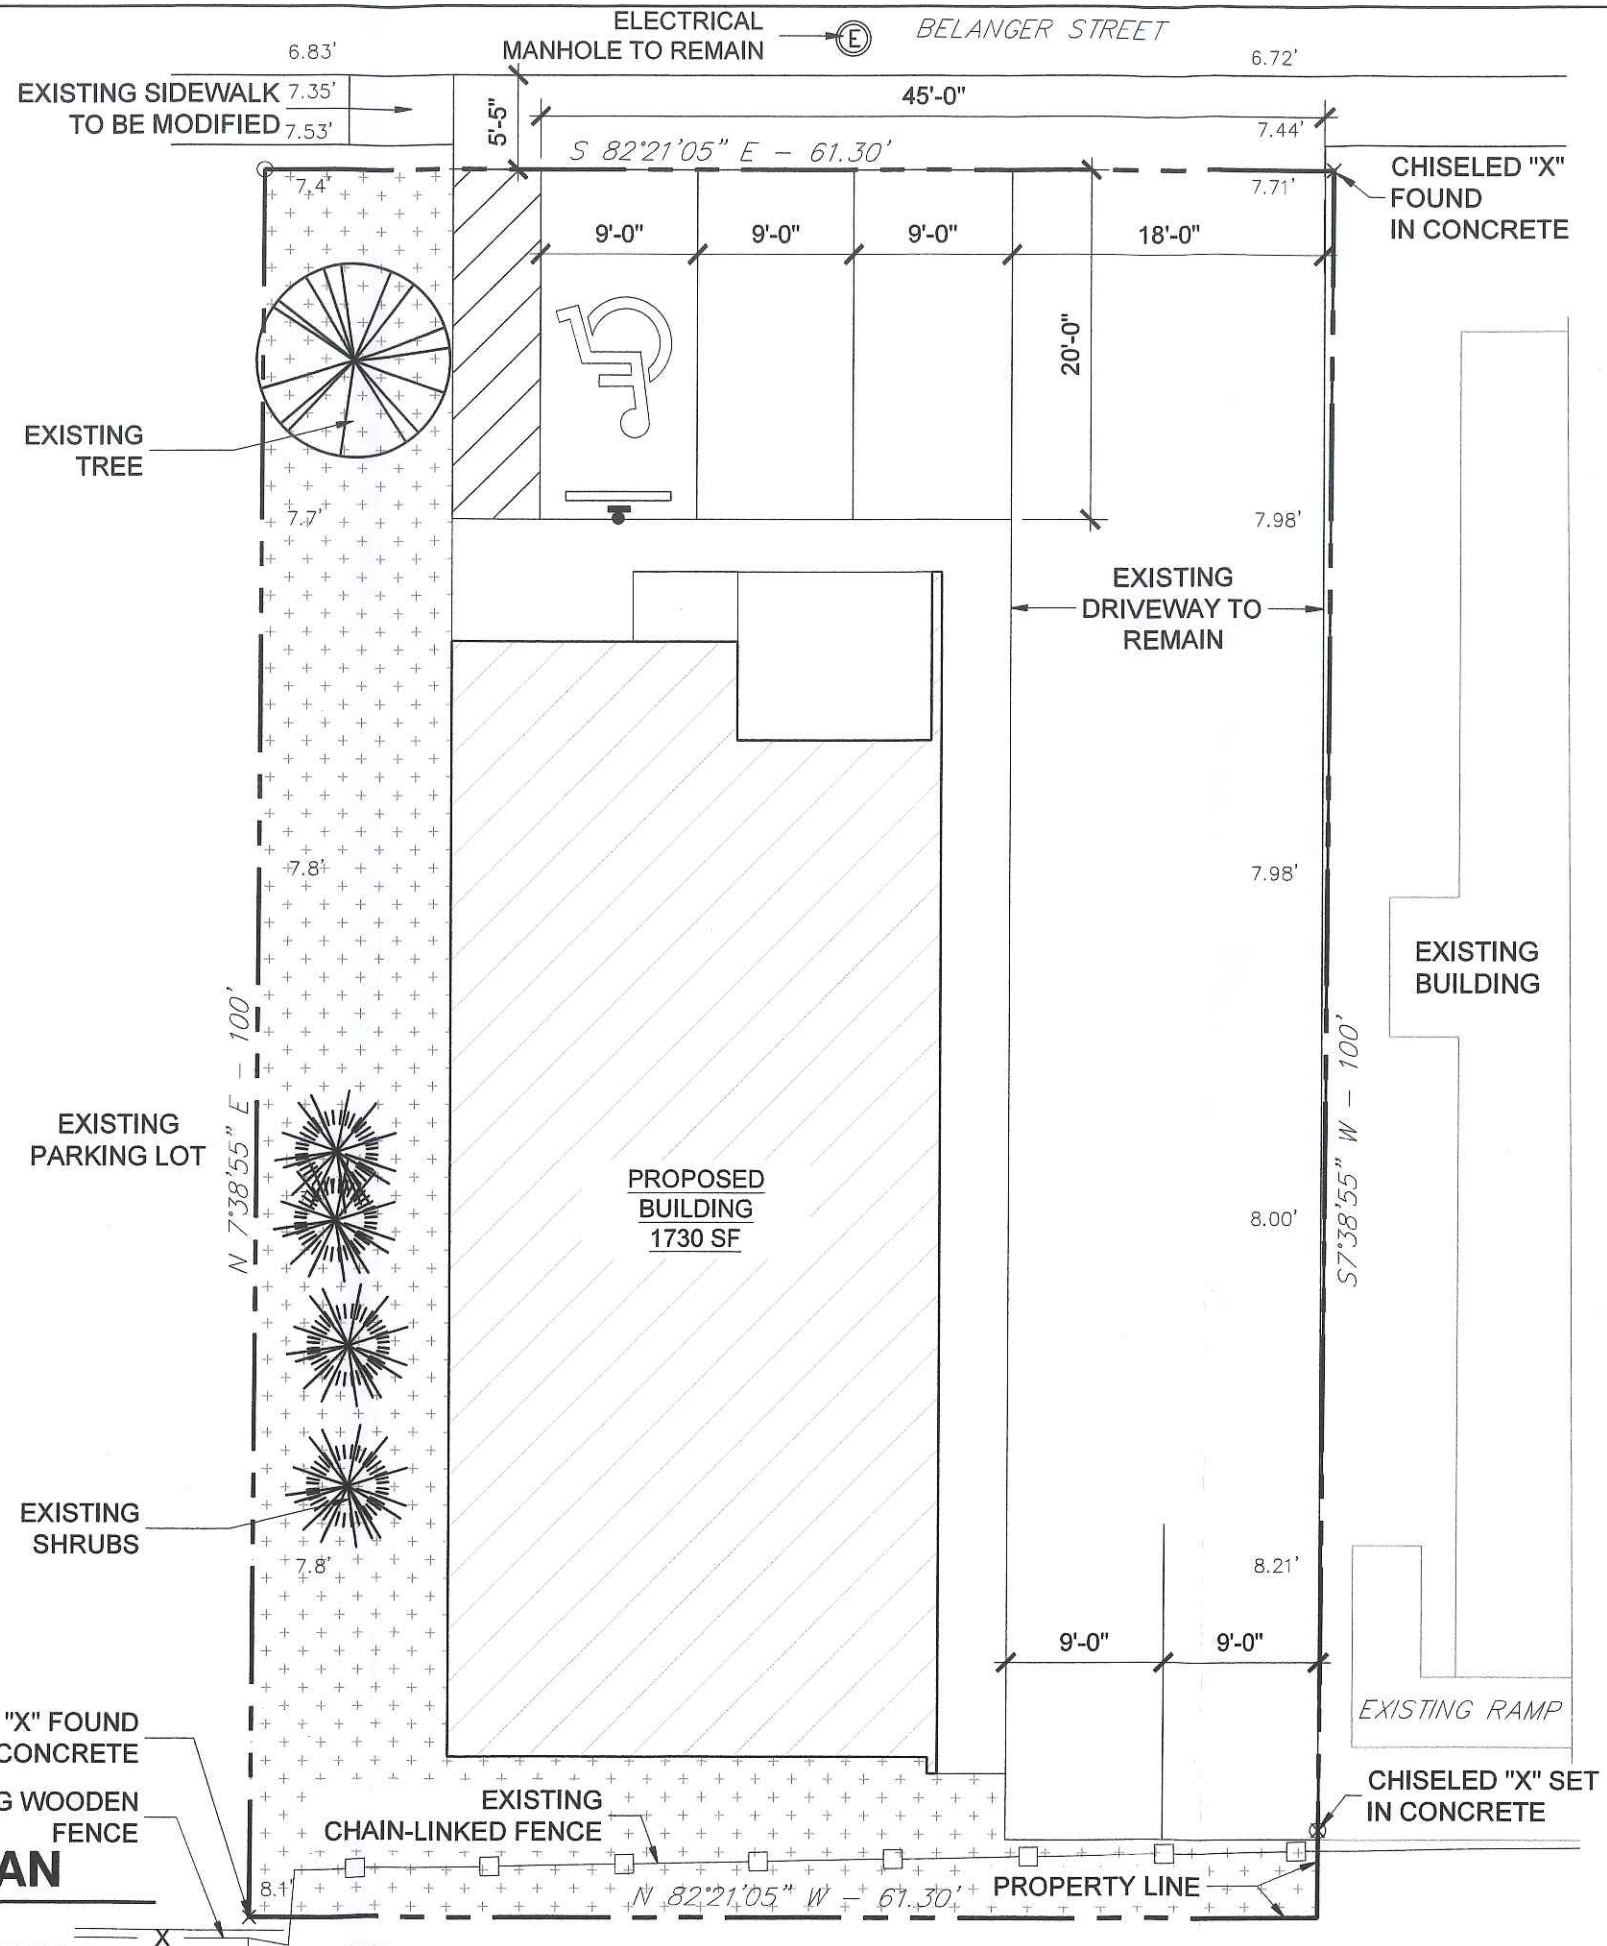 ELECTRICAL
MANHOLE TO REMAIN
E
BELANGER STREET
6.83'
6.72'
EXISTING SIDEWALK
TO BE MODIFIED
7.35'
7.53'
5'-5"
45'-0"
7.44'
S 82°21'05" E - 61.30'
CHISELED "X"
FOUND
IN CONCRETE
7.4'
7.71'
9'-0"
9'-0"
9'-0"
18'-0"
20'-0"
EXISTING
TREE
7.7'
7.98'
EXISTING
DRIVEWAY TO
REMAIN
7.8'
7.98'
EXISTING
BUILDING
N 7°38'55" E - 100'
S7°38'55" W - 100'
EXISTING
PARKING LOT
PROPOSED
BUILDING
1730 SF
8.00'
EXISTING
SHRUBS
7.8'
8.21'
9'-0"
9'-0"
EXISTING RAMP
"X" FOUND
CONCRETE
G WOODEN
FENCE
AN
EXISTING
CHAIN-LINKED FENCE
CHISELED "X" SET
IN CONCRETE
8.1'
N 82°21'05" W - 61.30'
PROPERTY LINE
X